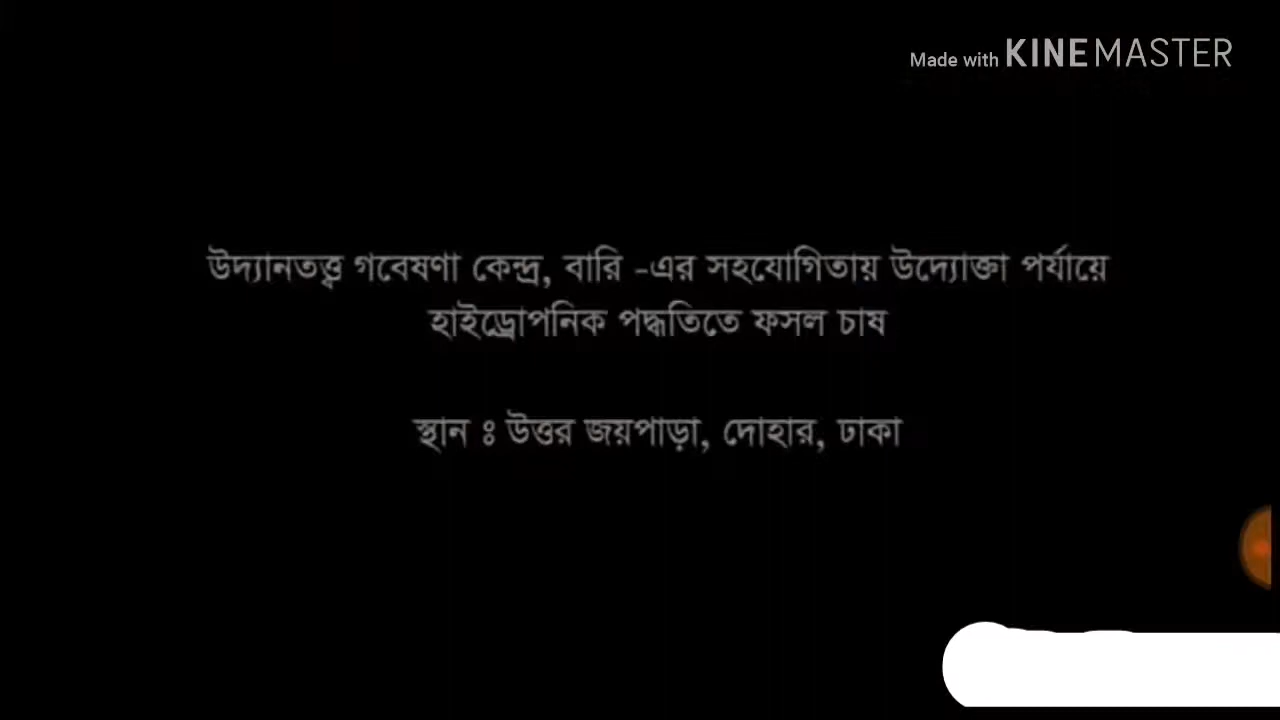 Made with KINEMASTER
উদ্যানতত্ত্ব গবেষণা কেন্দ্র, বারি -এর সহযোগিতায় উদ্যোক্তা পর্যায়ে
হাইড্রোপনিক পদ্ধতিতে ফসল চাষ
স্থান ঃ উত্তর জয়পাড়া, দোহার, ঢাকা